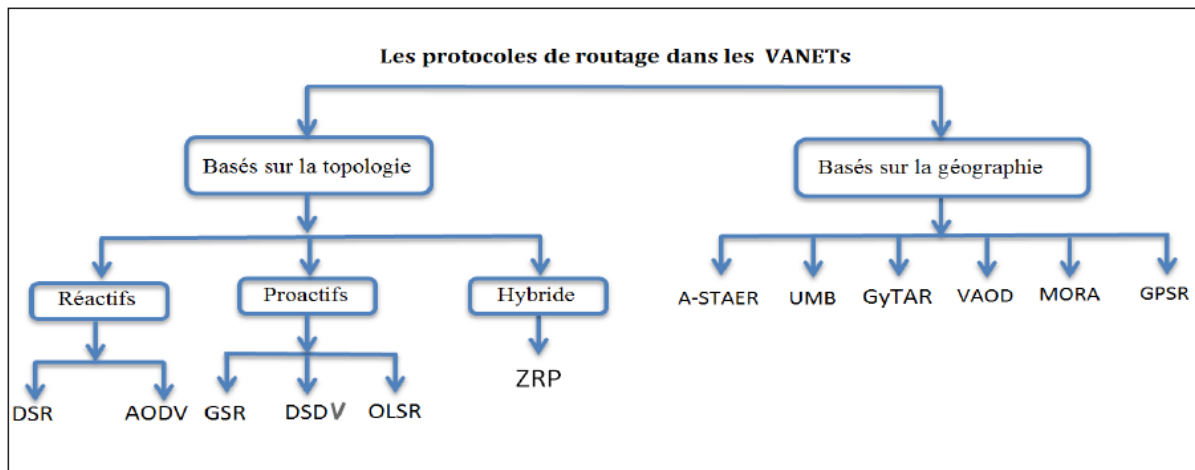 Les protocoles de routage dans les VANETs
Basés sur la topologie
Basés sur la géographie
Réactifs
Proactifs
Hybride
A-STAER
UMB
GyTAR
VAOD
MORA
GPSR
DSR
AODV
GSR
DSDV
OLSR
ZRP